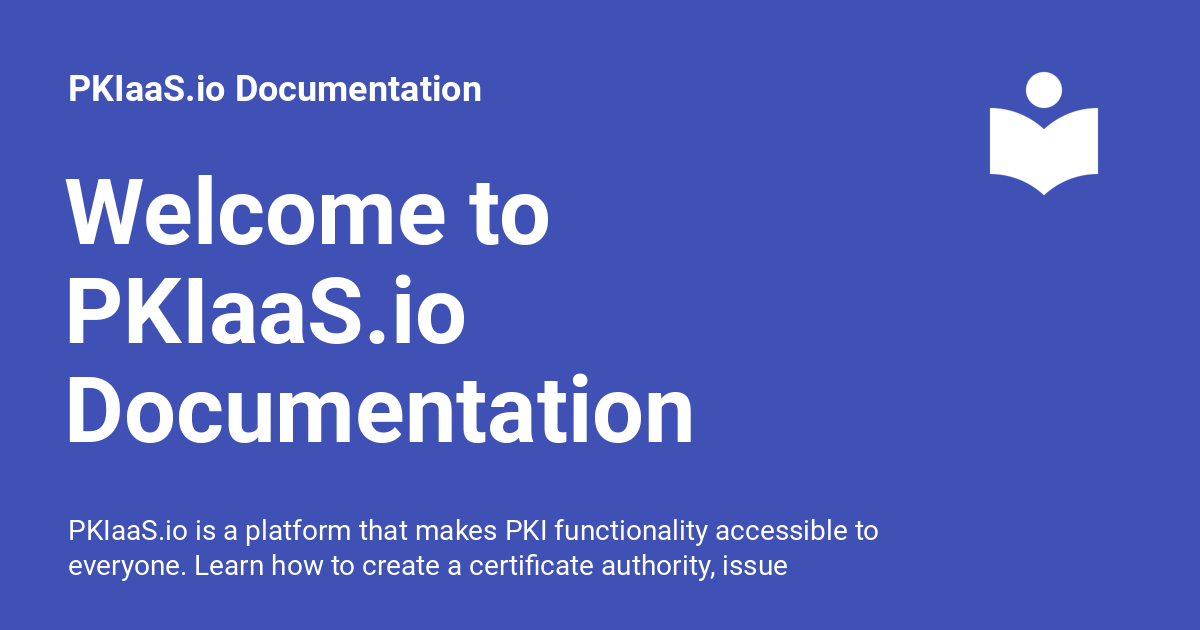 PKIaaS.io Documentation
Welcome to
PKIaaS.io
Documentation
PKIaaS.io is a platform that makes PKI functionality accessible to
everyone. Learn how to create a certificate authority, issue